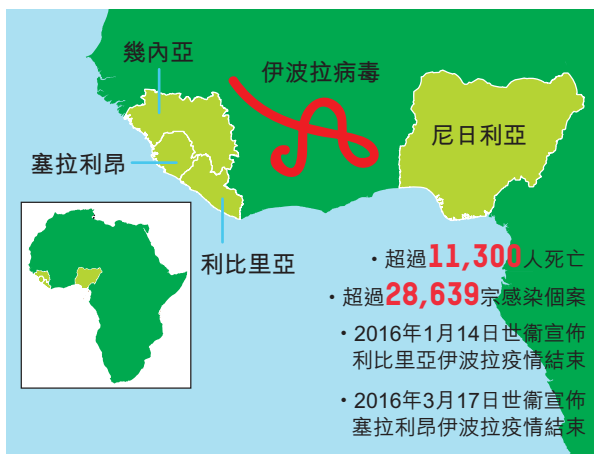 幾內亞
伊波拉病毒
尼日利亞
塞拉利昂
利比里亞
・超過11,300人死亡
・超過28,639宗感染個案
・2016年1月14日世衞宣佈
利比里亞伊波拉疫情結束
・2016年3月17日世衞宣佈
塞拉利昂伊波拉疫情結束